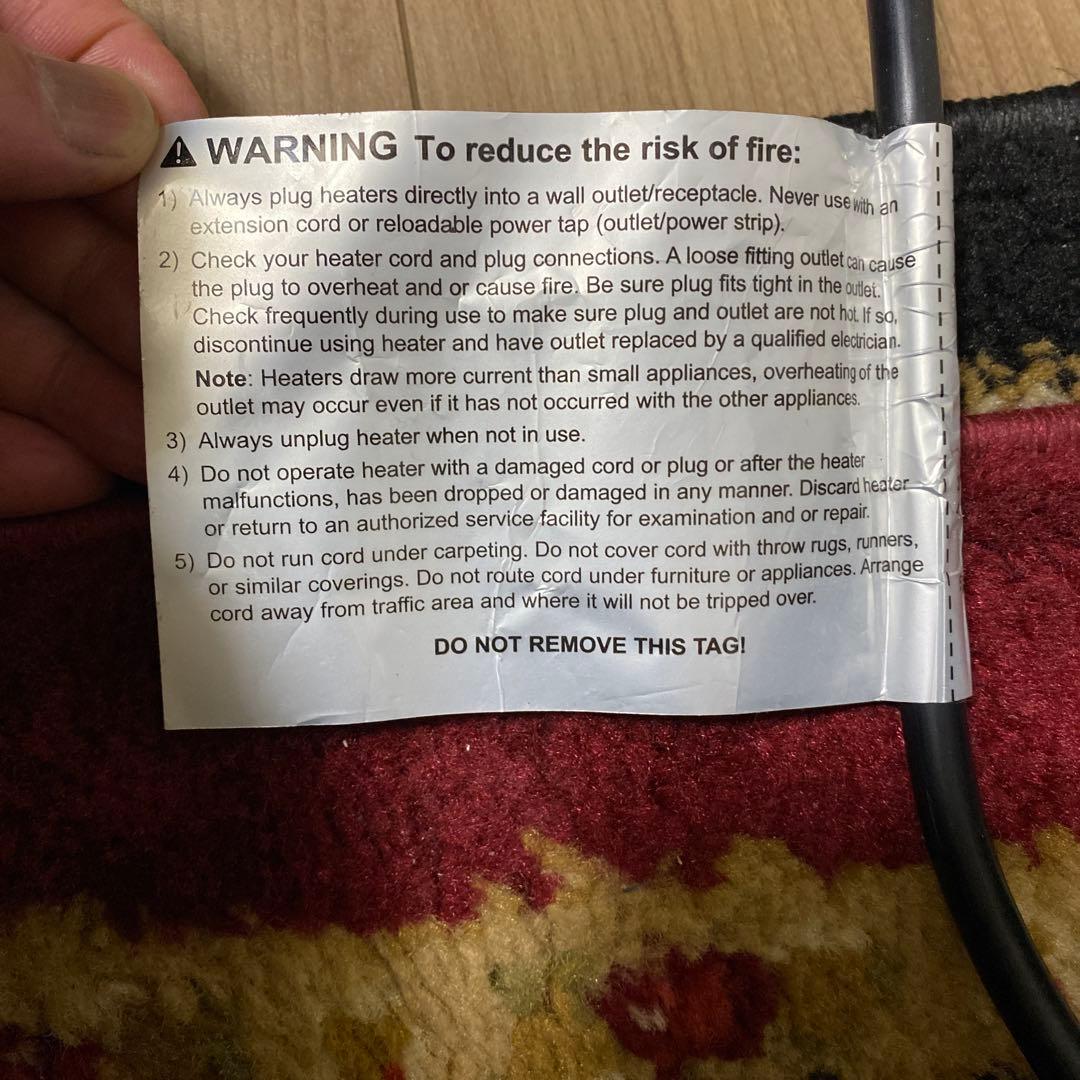 WARNING To reduce the risk of fire:
1) Always plug heaters directly into a wall outlet/receptacle. Never use with an
extension cord or reloadable power tap (outlet/power strip).
2) Check your heater cord and plug connections. A loose fitting outlet can cause
the plug to overheat and or cause fire. Be sure plug fits tight in the outlet.
Check frequently during use to make sure plug and outlet are not hot. If so,
discontinue using heater and have outlet replaced by a qualified electrician.
Note: Heaters draw more current than small appliances, overheating of the
outlet may occur even if it has not occurred with the other appliances.
3) Always unplug heater when not in use.
4) Do not operate heater with a damaged cord or plug or after the heater
malfunctions, has been dropped or damaged in any manner. Discard heater
or return to an authorized service facility for examination and or repair.
5) Do not run cord under carpeting. Do not cover cord with throw rugs, runners,
or similar coverings. Do not route cord under furniture or appliances. Arrange
cord away from traffic area and where it will not be tripped over.
DO NOT REMOVE THIS TAG!